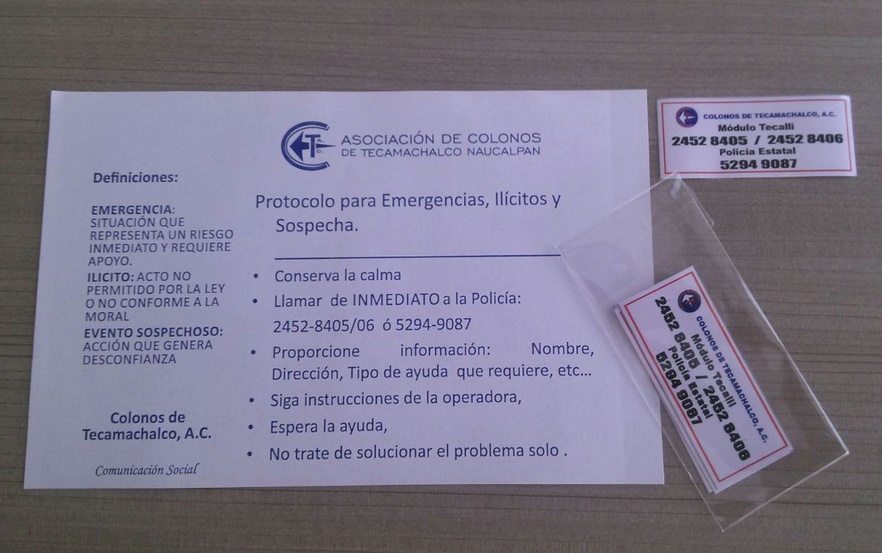 CTAC
ASOCIACIÓN DE COLONOS
DE TECAMACHALCO NAUCALPAN
Definiciones:
EMERGENCIA:
SITUACIÓN QUE
REPRESENTA UN RIESGO
INMEDIATO Y REQUIERE
APOYO.
ILICITO: ACTO NO
PERMITIDO POR LA LEY
O NO CONFORME A LA
MORAL
EVENTO SOSPECHOSO:
ACCIÓN QUE GENERA
DESCONFIANZA
Colonos de
Tecamachalco, A.C.
Comunicación Social
Protocolo para Emergencias, Ilícitos y
Sospecha.
• Conserva la calma
• Llamar de INMEDIATO a la Policía:
2452-8405/06 ó 5294-9087
• Proporcione información: Nombre,
Dirección, Tipo de ayuda que requiere, etc...
• Siga instrucciones de la operadora,
• Espera la ayuda,
• No trate de solucionar el problema solo .
COLONOS DE TECAMACHALCO, A.C.
Módulo Tecalli
2452 8405 / 2452 8406
Policía Estatal
5294 9087
COLONOS DE TECAMACHALCO, A.C.
Módulo Tecalli
2452 8405 / 2452 8406
Policía Estatal
5294 9087